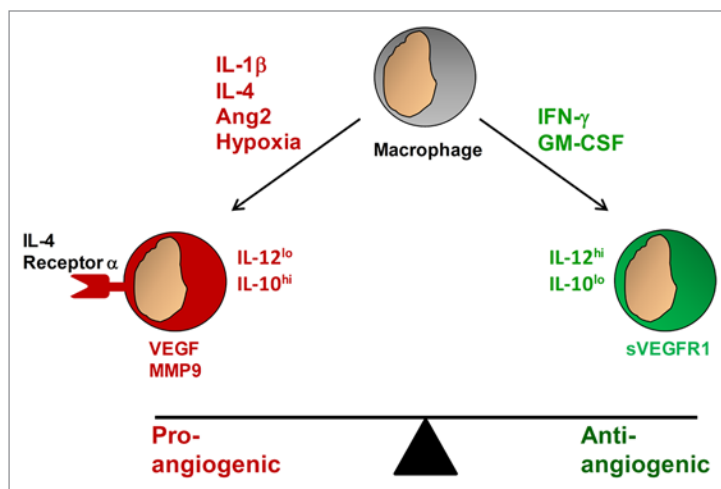 IL-1β
IL-4
Ang2
Hypoxia
Macrophage
IFN-γ
GM-CSF
IL-4
Receptor α
IL-12lo
IL-10hi
VEGF
MMP9
IL-12hi
IL-10lo
sVEGFR1
Pro-
angiogenic
Anti-
angiogenic